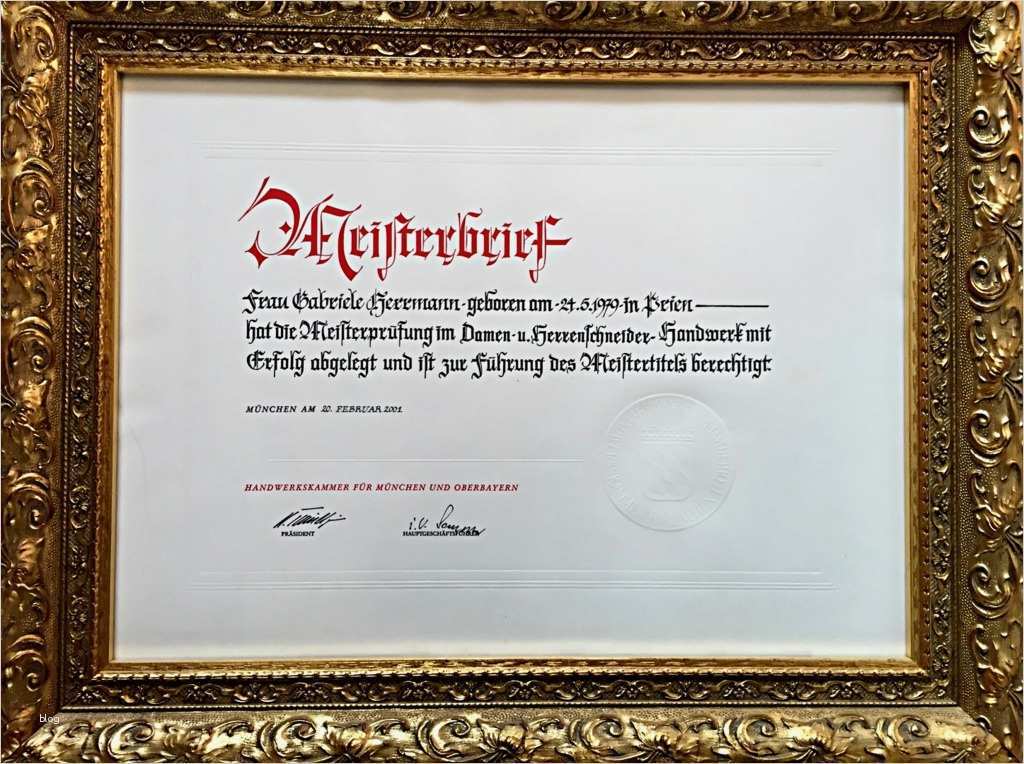 Meisterbrief
Frau Gabriele Herrmann - geboren am - 24.5.1979 - in Prien
hat die Meisterprüfung im Damen- u. Herrenschneider-Handwerk mit
Erfolg abgelegt und ist zur Führung des Meistertitels berechtigt.
MÜNCHEN AM 20. FEBRUAR 2001
HANDWERKSKAMMER FÜR MÜNCHEN UND OBERBAYERN
i.V.
PRÄSIDENT HAUPTGESCHÄFTSFÜHRER
blog